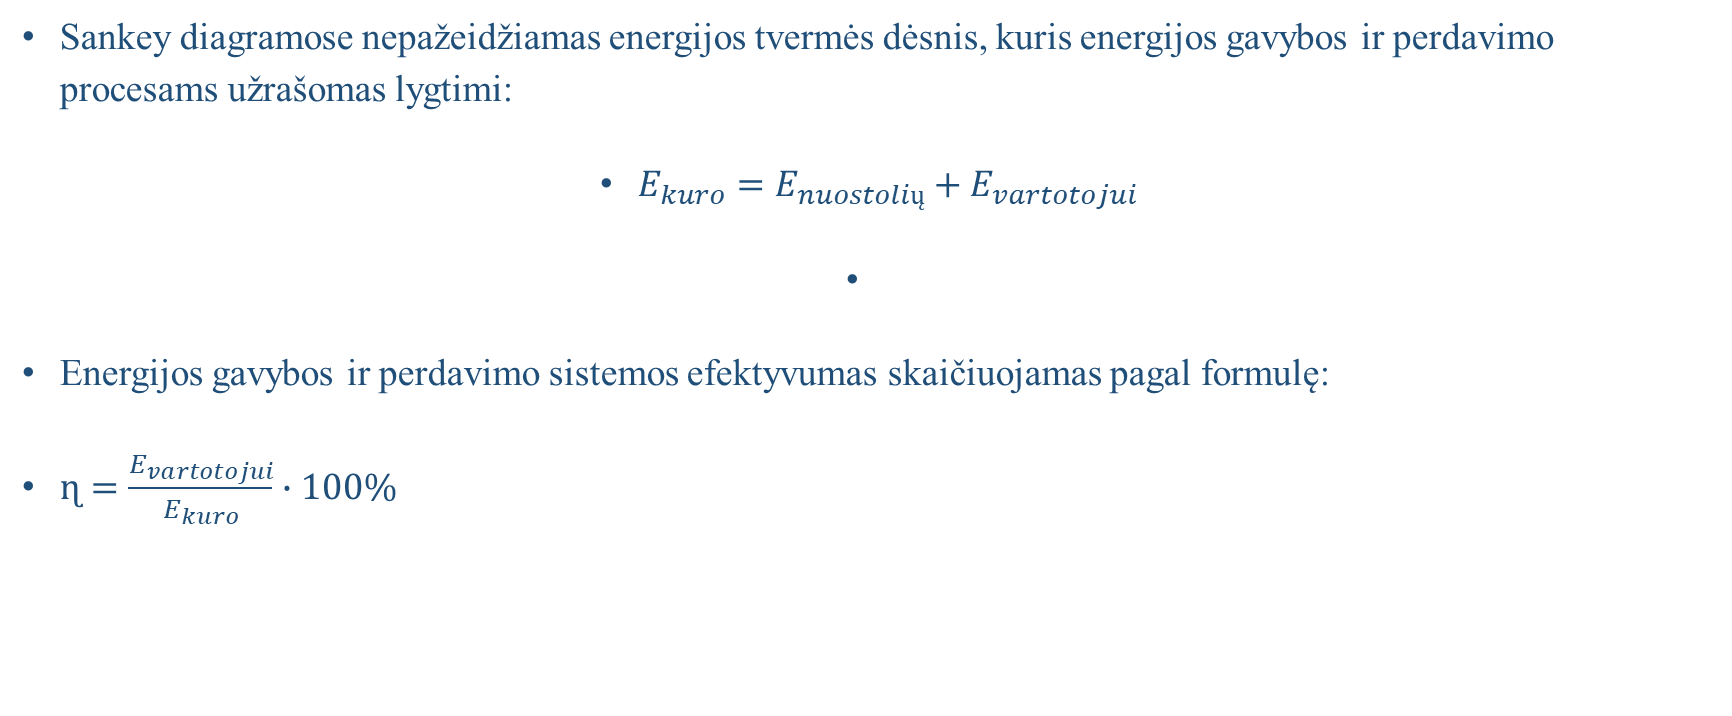 • Sankey diagramose nepažeidžiamas energijos tvermės dėsnis, kuris energijos gavybos ir perdavimo
procesams užrašomas lygtimi:
• E_kuro = E_nuostolių + E_vartotojui
•
• Energijos gavybos ir perdavimo sistemos efektyvumas skaičiuojamas pagal formulę:
• η = E_vartotojui / E_kuro · 100%